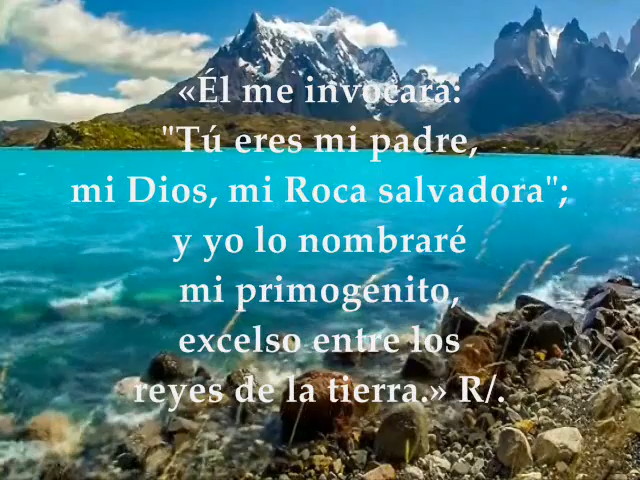 «Él me invocará:
"Tú eres mi padre,
mi Dios, mi Roca salvadora";
y yo lo nombraré
mi primogénito,
excelso entre los
reyes de la tierra.» R/.